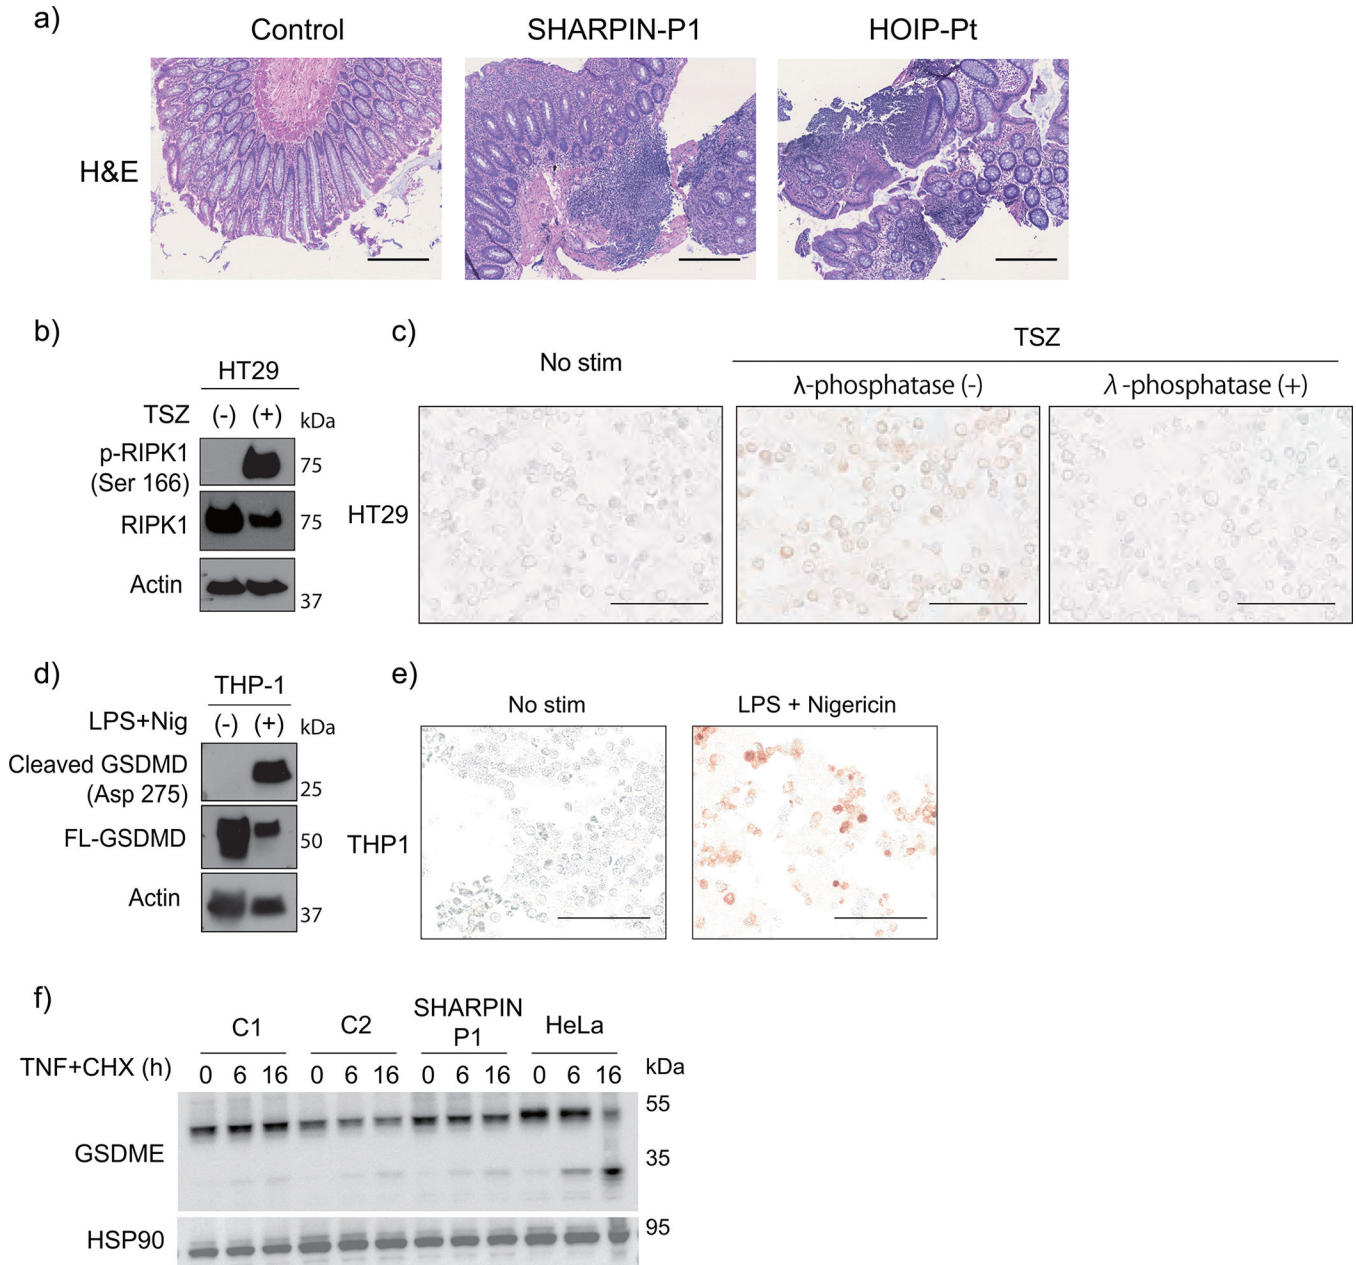 a)
Control
SHARPIN-P1
HOIP-Pt
H&E
b)
HT29
TSZ (-) (+) kDa
p-RIPK1
(Ser 166)
75
RIPK1
75
Actin
37
c)
TSZ
No stim
λ-phosphatase (-)
λ -phosphatase (+)
HT29
d)
THP-1
LPS+Nig (-) (+) kDa
Cleaved GSDMD
(Asp 275)
25
FL-GSDMD
50
Actin
37
e)
No stim
LPS + Nigericin
THP1
f)
C1
C2
SHARPIN
P1
HeLa
TNF+CHX (h) 0 6 16 0 6 16 0 6 16 0 6 16 kDa
55
GSDME
35
HSP90
95